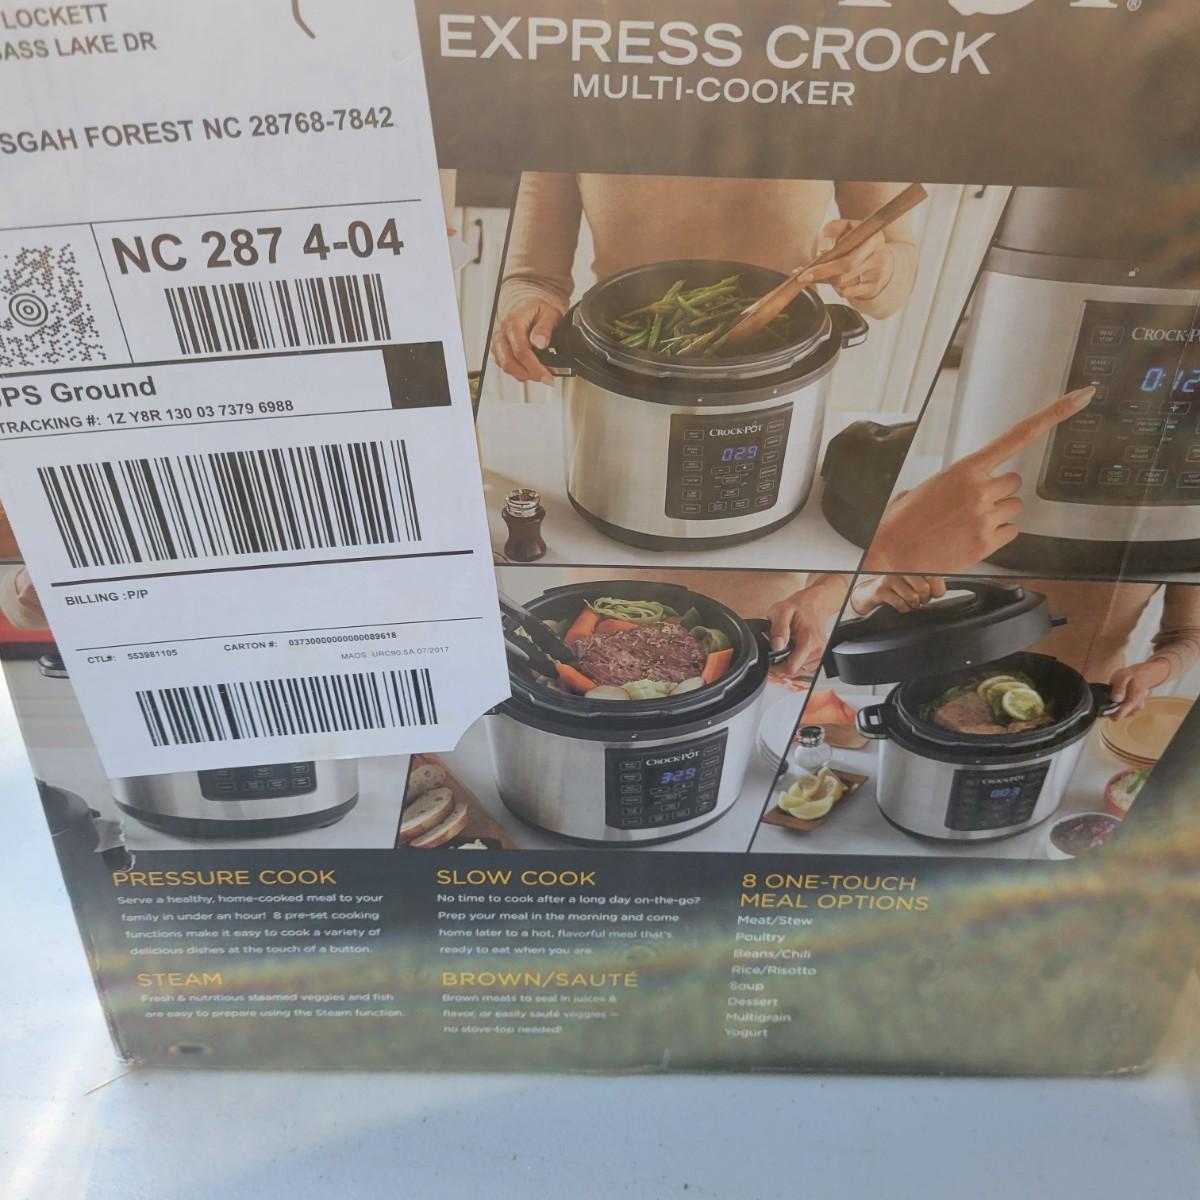 LOCKETT
BASS LAKE DR
SGAH FOREST NC 28768-7842
NC 287 4-04
UPS Ground
TRACKING #: 1Z Y8R 130 03 7379 6988
BILLING :P/P
CTL#: 553981105
CARTON #: 03730000000000089618
MAOS URC90.5A 07/2017
EXPRESS CROCK
MULTI-COOKER
CROCK-POT
029
CROCK-P
0:12
CROCK-POT
3:29
CROCK-POT
PRESSURE COOK
Serve a healthy, home-cooked meal to your
family in under an hour! 8 pre-set cooking
functions make it easy to cook a variety of
delicious dishes at the touch of a button.
STEAM
Fresh & nutritious steamed veggies and fish
are easy to prepare using the Steam function.
SLOW COOK
No time to cook after a long day on-the-go?
Prep your meal in the morning and come
home later to a hot, flavorful meal that's
ready to eat when you are.
BROWN/SAUTÉ
Brown meats to seal in juices &
flavor, or easily sauté veggies –
no stove-top needed!
8 ONE-TOUCH
MEAL OPTIONS
Meat/Stew
Poultry
Beans/Chili
Rice/Risotto
Soup
Dessert
Multigrain
Yogurt